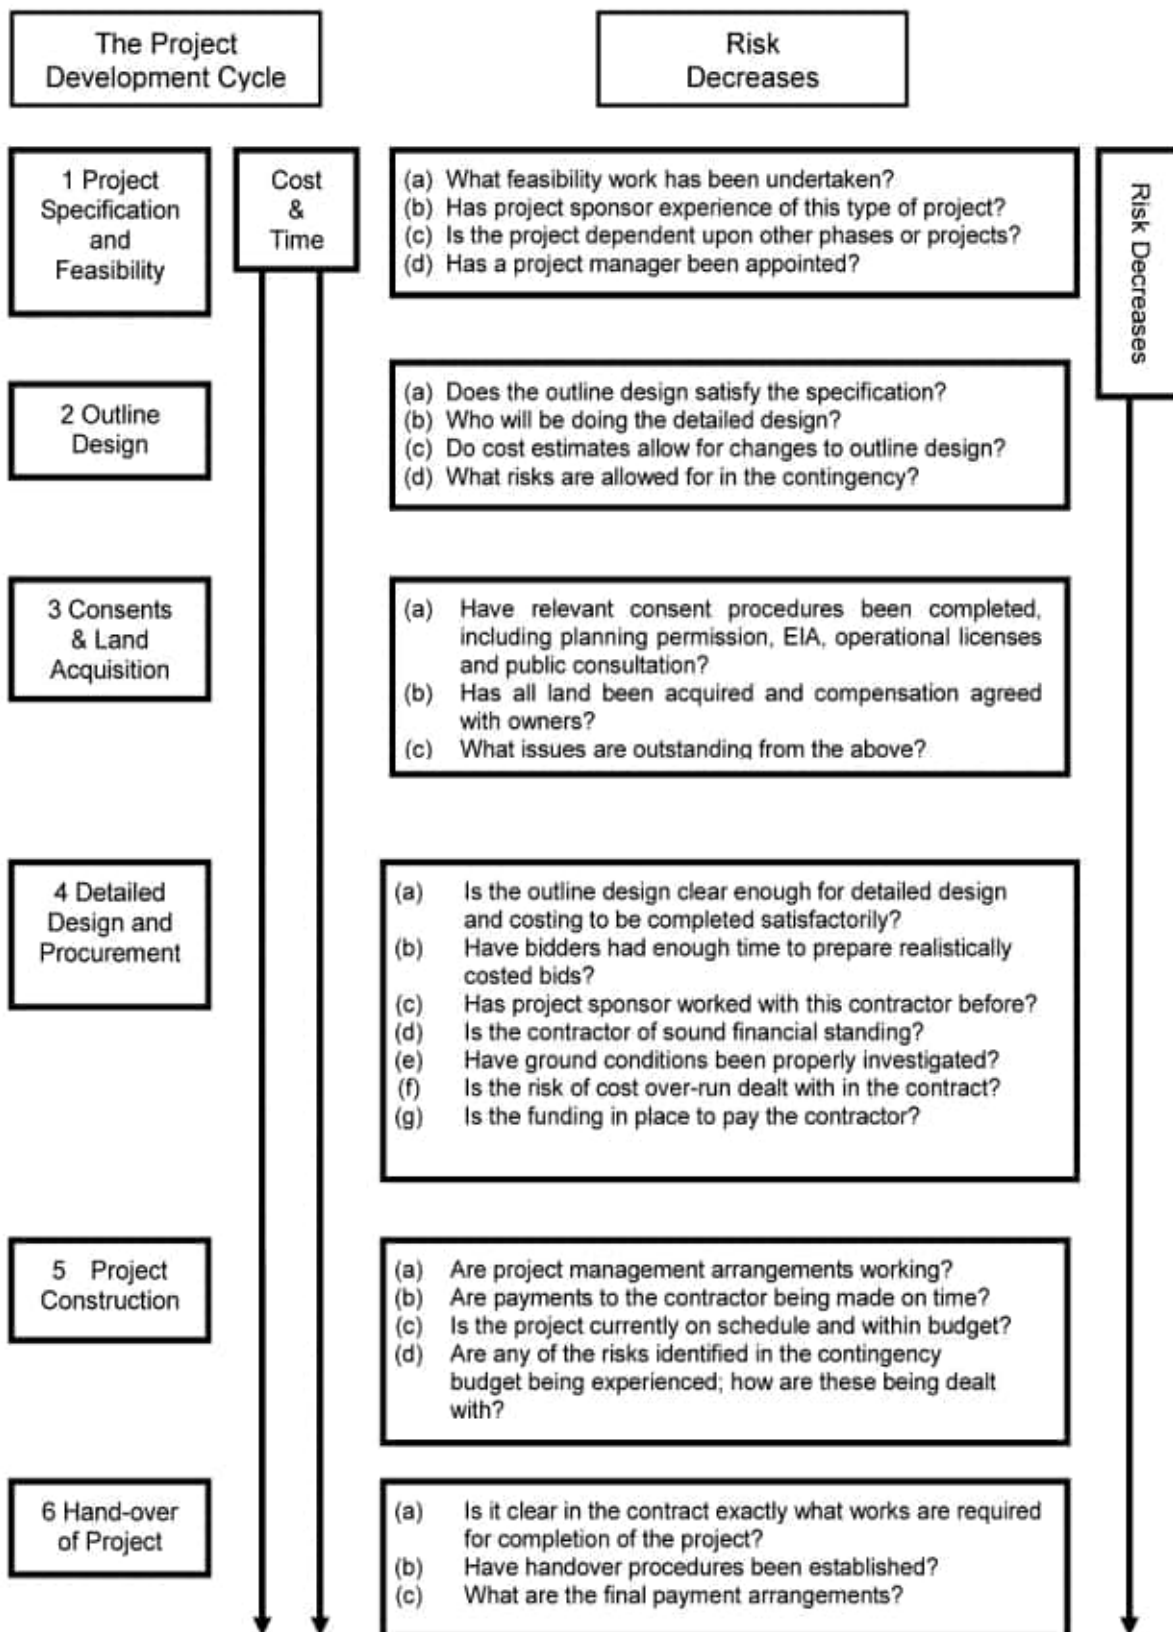 The Project
Development Cycle
Risk
Decreases
1 Project
Specification
and
Feasibility
Cost
&
Time
(a) What feasibility work has been undertaken?
(b) Has project sponsor experience of this type of project?
(c) Is the project dependent upon other phases or projects?
(d) Has a project manager been appointed?
Risk Decreases
2 Outline
Design
(a) Does the outline design satisfy the specification?
(b) Who will be doing the detailed design?
(c) Do cost estimates allow for changes to outline design?
(d) What risks are allowed for in the contingency?
3 Consents
& Land
Acquisition
(a) Have relevant consent procedures been completed,
including planning permission, EIA, operational licenses
and public consultation?
(b) Has all land been acquired and compensation agreed
with owners?
(c) What issues are outstanding from the above?
4 Detailed
Design and
Procurement
(a) Is the outline design clear enough for detailed design
and costing to be completed satisfactorily?
(b) Have bidders had enough time to prepare realistically
costed bids?
(c) Has project sponsor worked with this contractor before?
(d) Is the contractor of sound financial standing?
(e) Have ground conditions been properly investigated?
(f) Is the risk of cost over-run dealt with in the contract?
(g) Is the funding in place to pay the contractor?
5 Project
Construction
(a) Are project management arrangements working?
(b) Are payments to the contractor being made on time?
(c) Is the project currently on schedule and within budget?
(d) Are any of the risks identified in the contingency
budget being experienced; how are these being dealt
with?
6 Hand-over
of Project
(a) Is it clear in the contract exactly what works are required
for completion of the project?
(b) Have handover procedures been established?
(c) What are the final payment arrangements?